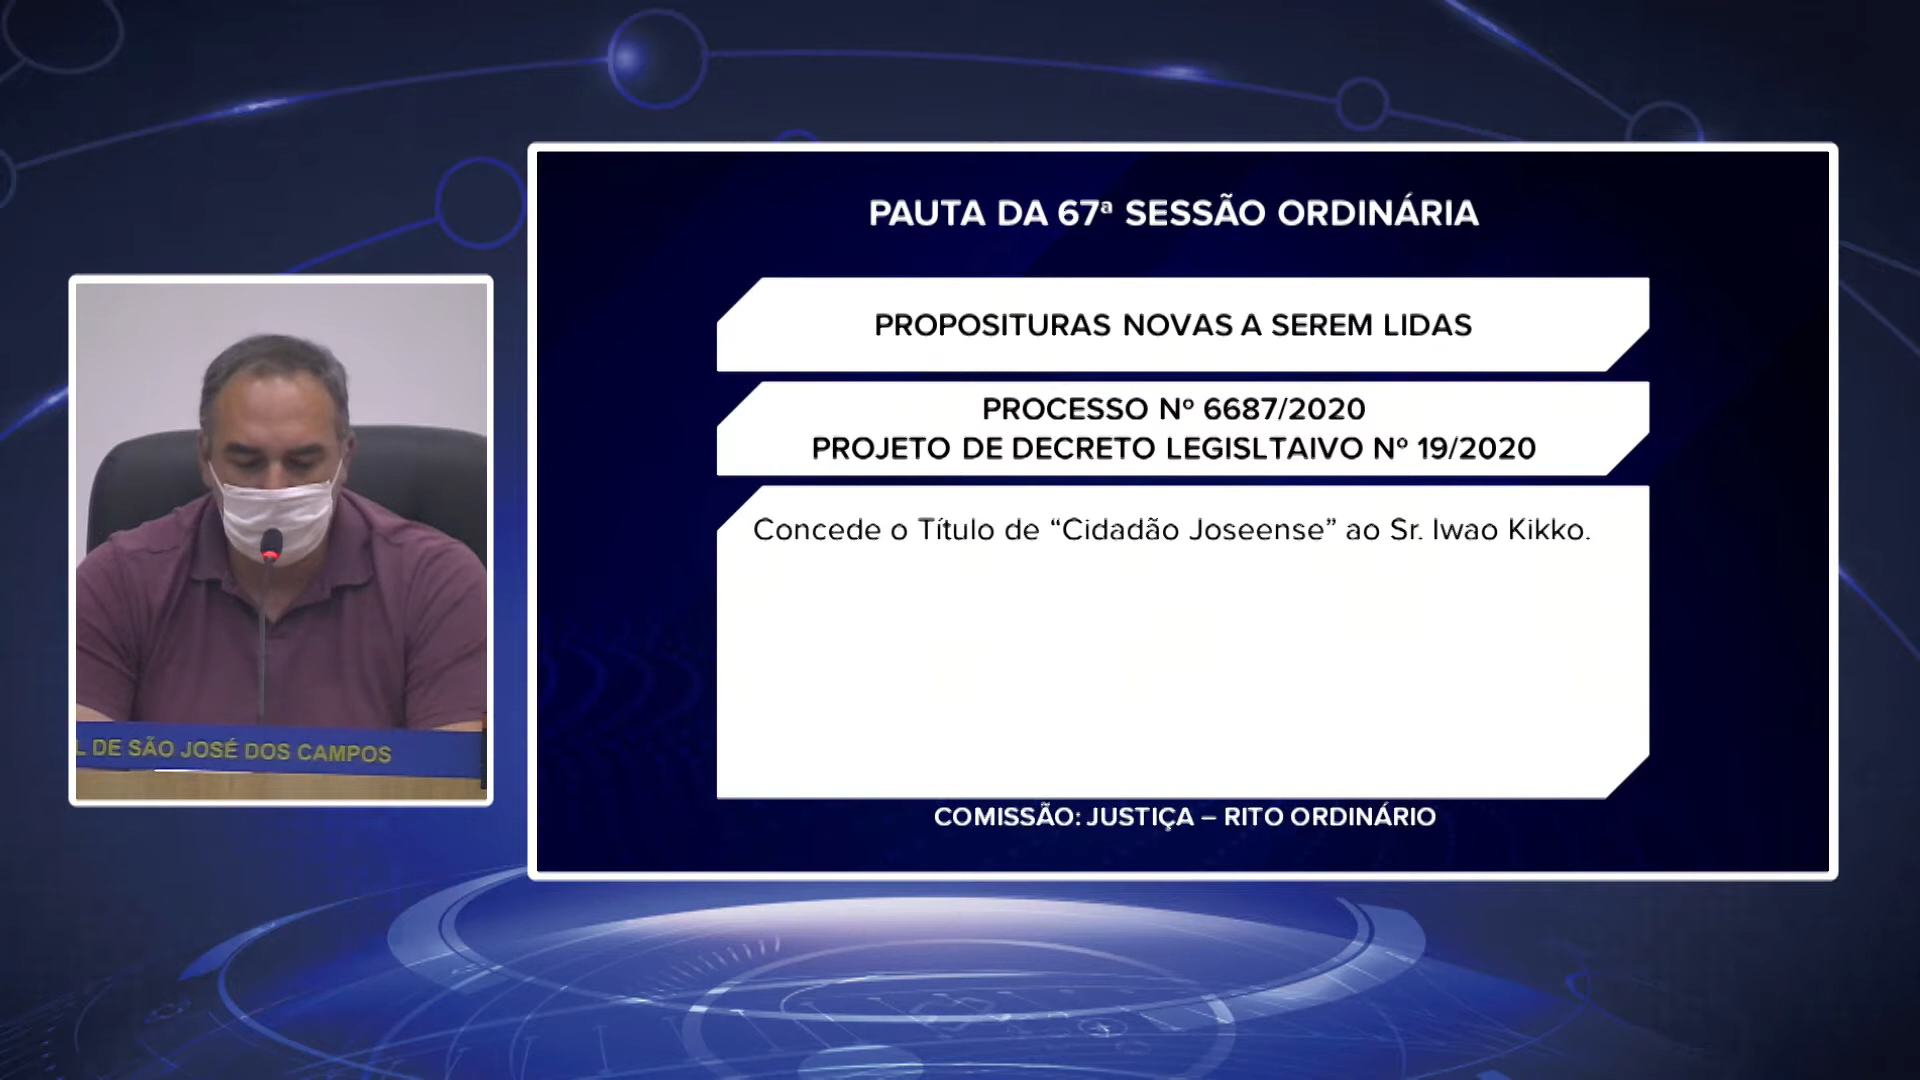 PAUTA DA 67ª SESSÃO ORDINÁRIA
PROPOSITURAS NOVAS A SEREM LIDAS
PROCESSO Nº 6687/2020
PROJETO DE DECRETO LEGISLTAIVO Nº 19/2020
Concede o Título de “Cidadão Joseense” ao Sr. Iwao Kikko.
L DE SÃO JOSÉ DOS CAMPOS
COMISSÃO: JUSTIÇA – RITO ORDINÁRIO